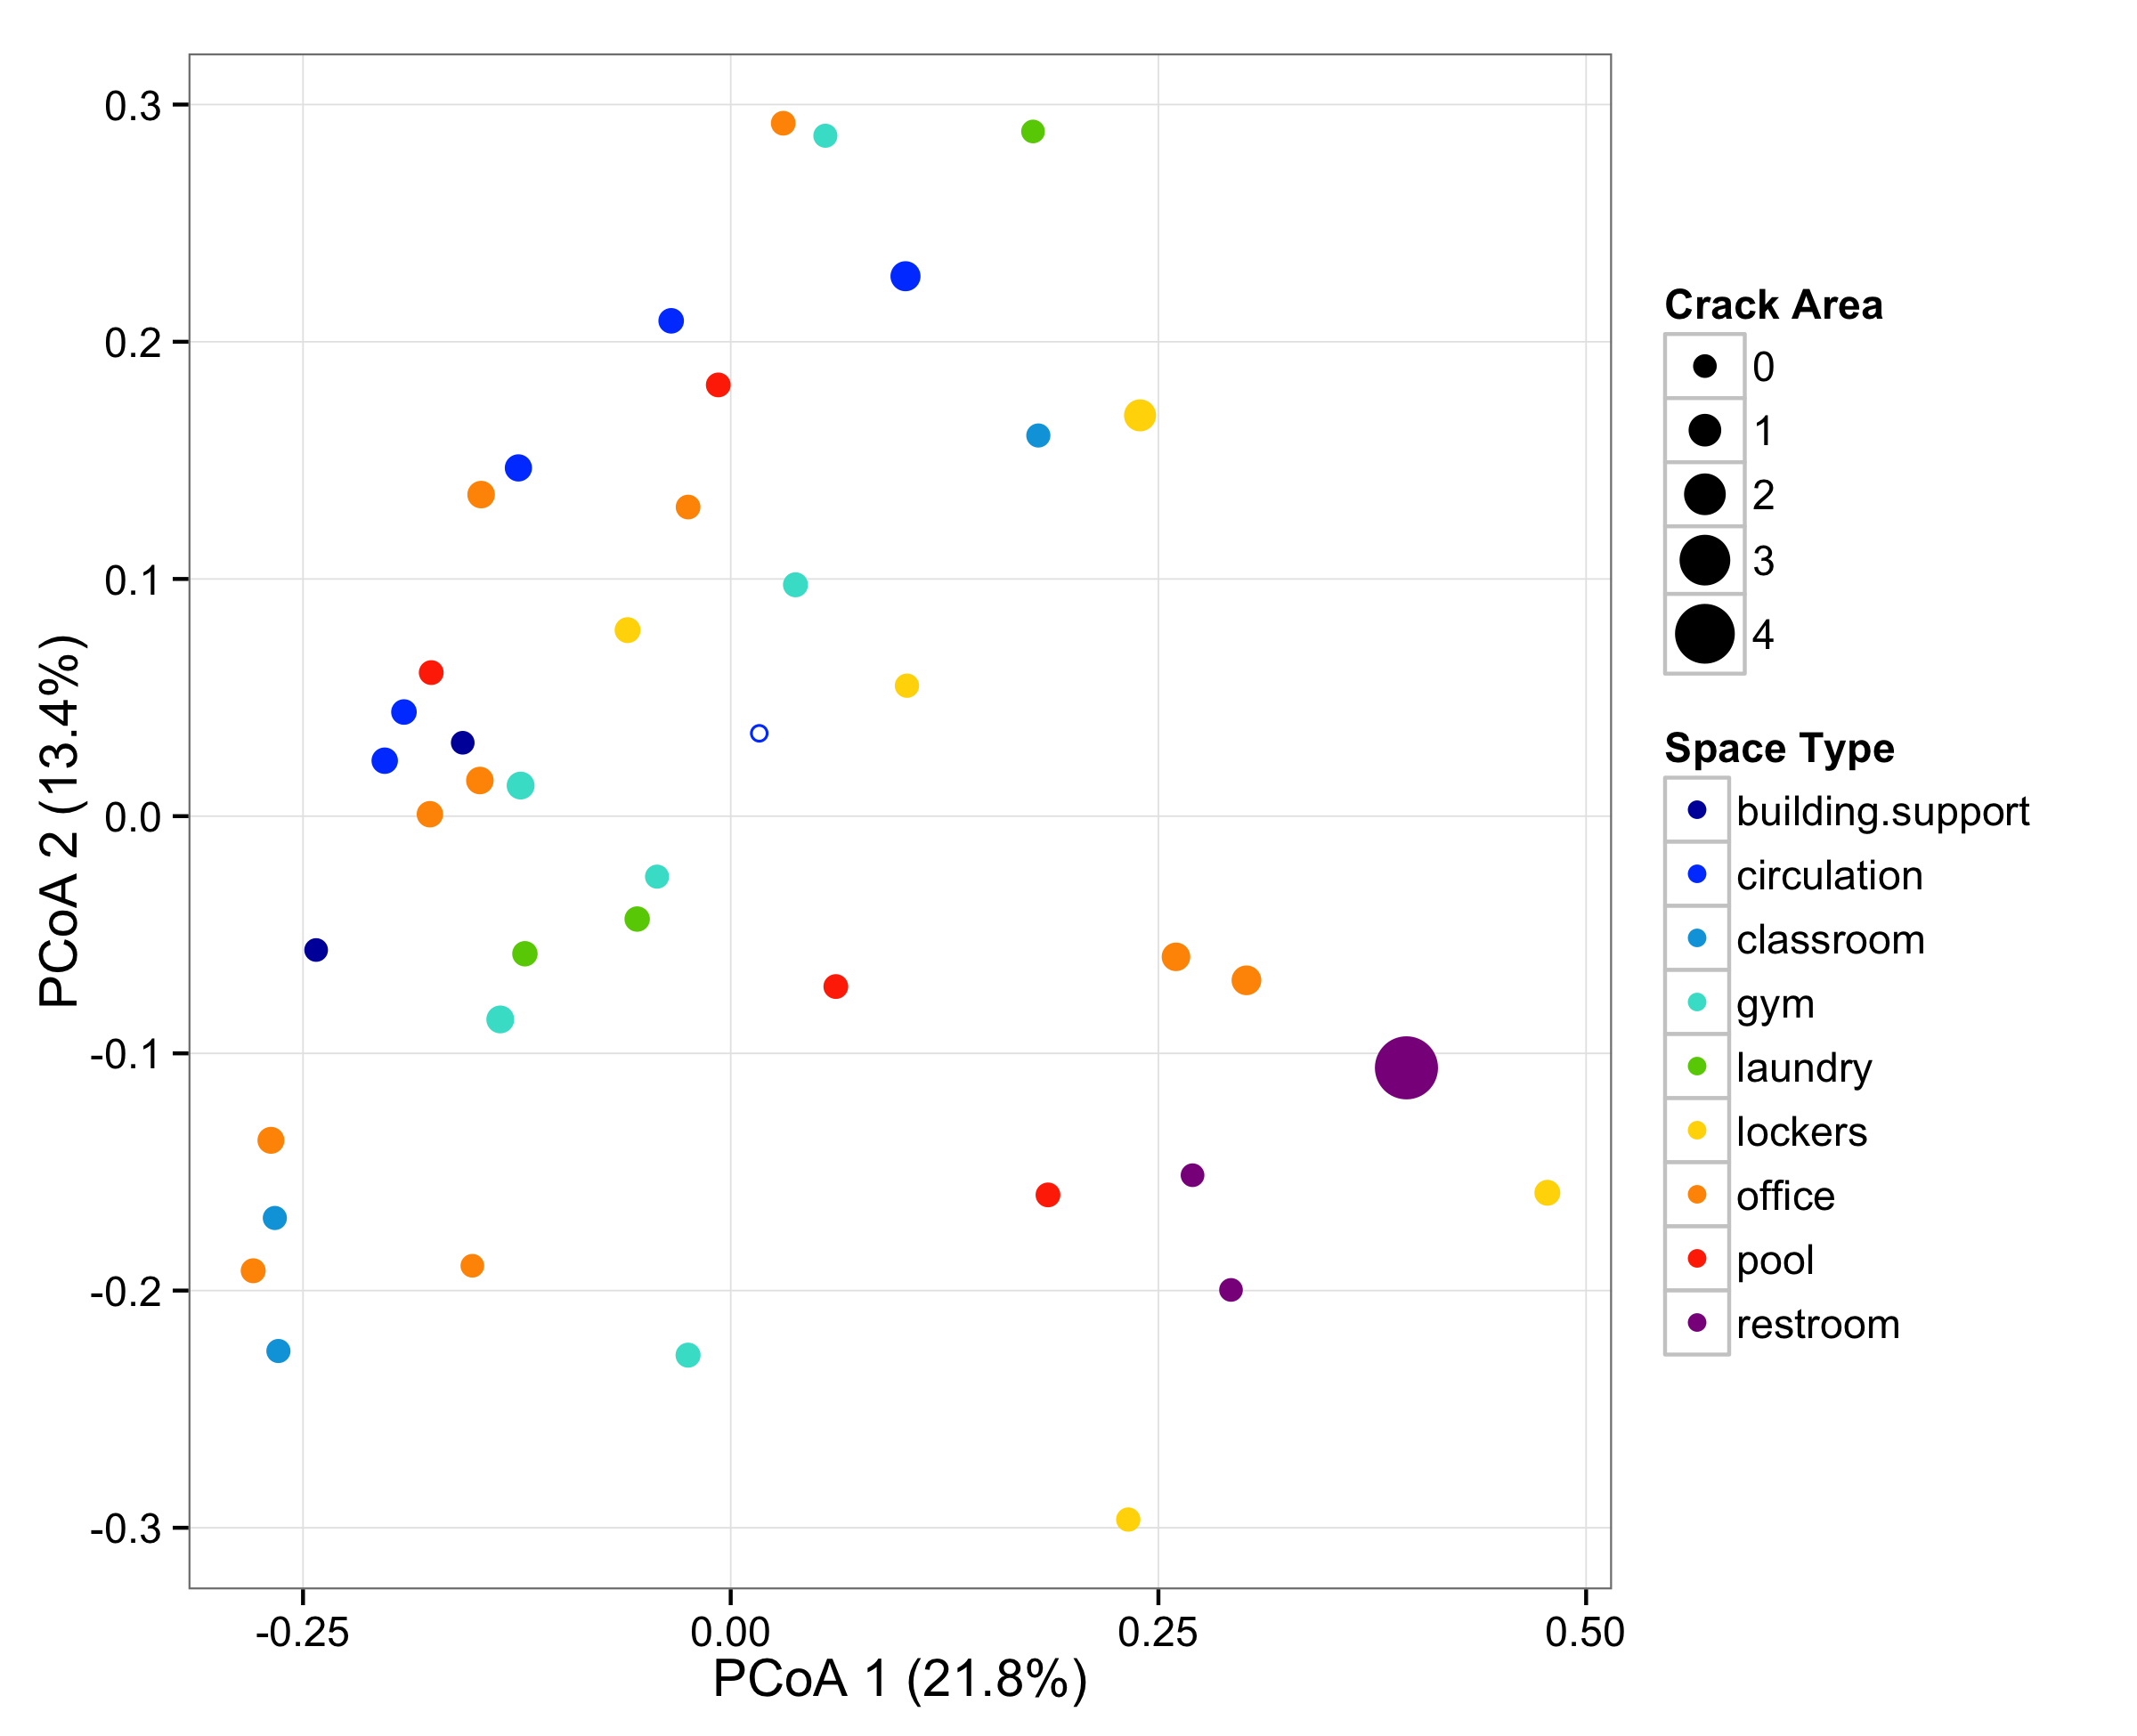 0.3
0.2
0.1
0.0
-0.1
-0.2
-0.3
PCoA 2 (13.4%)
-0.25
0.00
0.25
0.50
PCoA 1 (21.8%)
Crack Area
0
1
2
3
4
Space Type
building.support
circulation
classroom
gym
laundry
lockers
office
pool
restroom